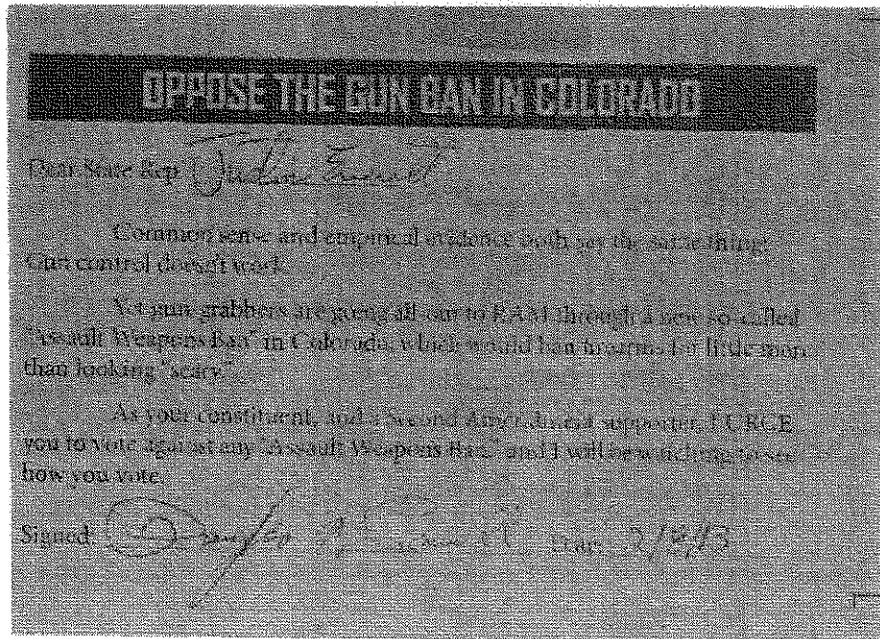 OPPOSE THE GUN BAN IN COLORADO
Dear State Rep. Justin Everett
Common sense and empirical evidence both say the same thing:
Gun control doesn't work.
Yet gun grabbers are going all out to RAM through a new so-called
"Assault Weapons Ban" in Colorado, which would ban firearms for little more
than looking "scary."
As your constituent, and a Second Amendment supporter, I URGE
you to vote against any "Assault Weapons Ban" and I will be watching to see
how you vote.
Signed: Date: